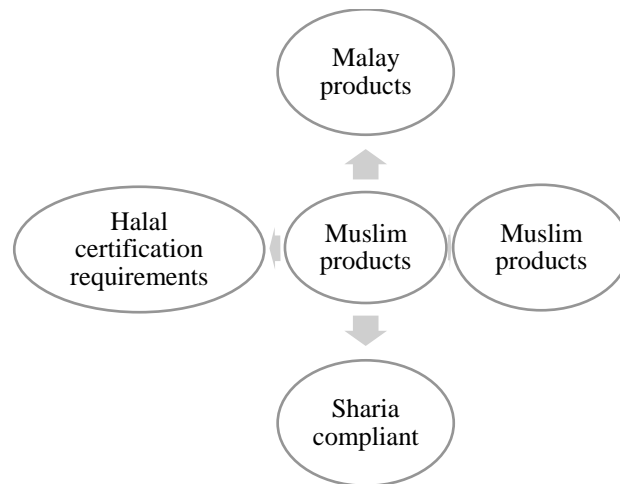 Malay
products
Halal
certification
requirements
Muslim
products
Muslim
products
Sharia
compliant